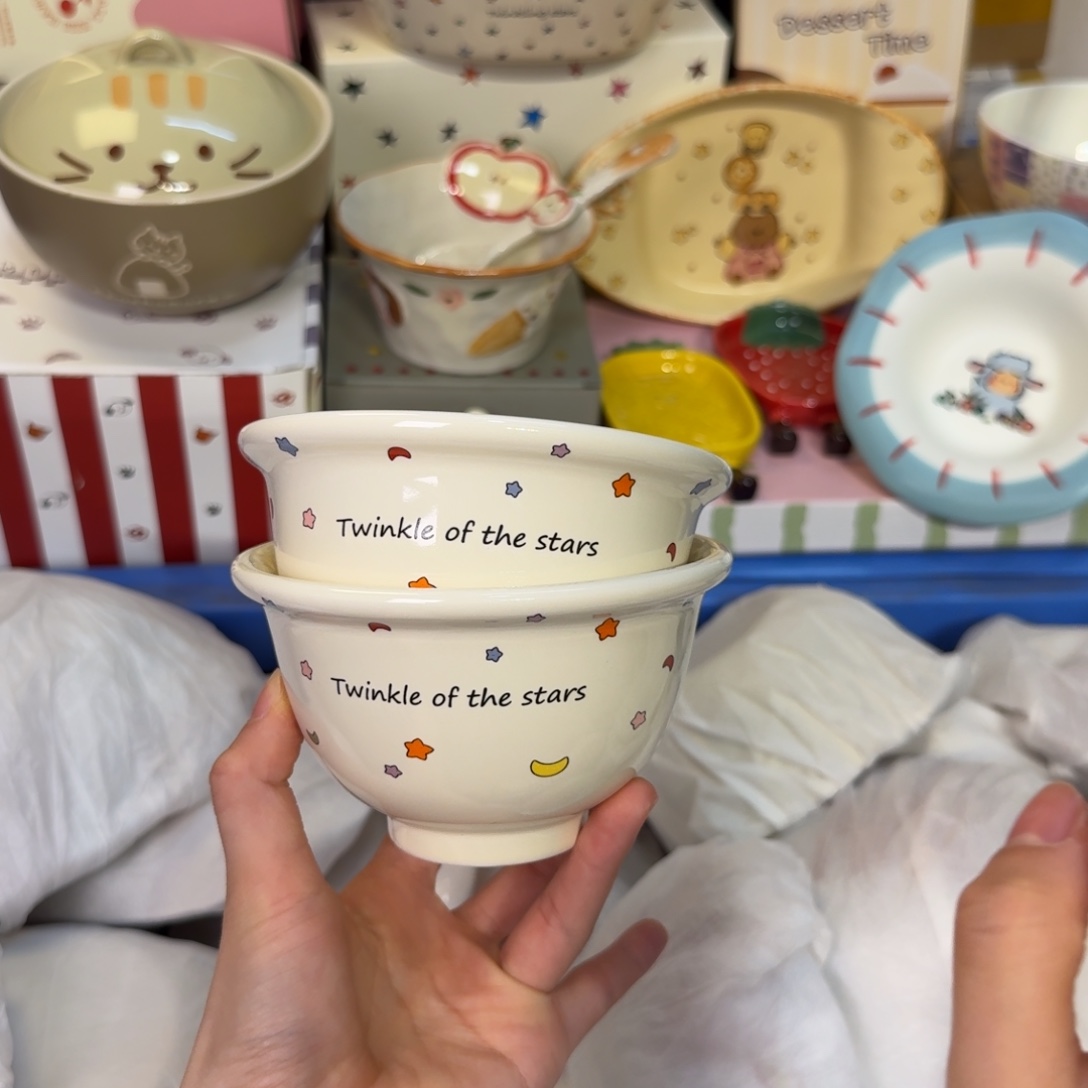 Dessert
Time
Twinkle of the stars
Twinkle of the stars